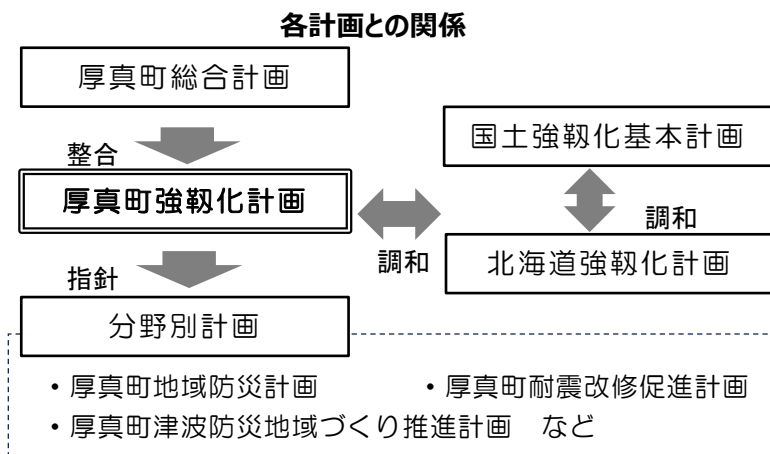 各計画との関係
厚真町総合計画
国土強靱化基本計画
整合
厚真町強靱化計画
調和
調和
北海道強靱化計画
指針
分野別計画
・厚真町地域防災計画 ・厚真町耐震改修促進計画
・厚真町津波防災地域づくり推進計画 など